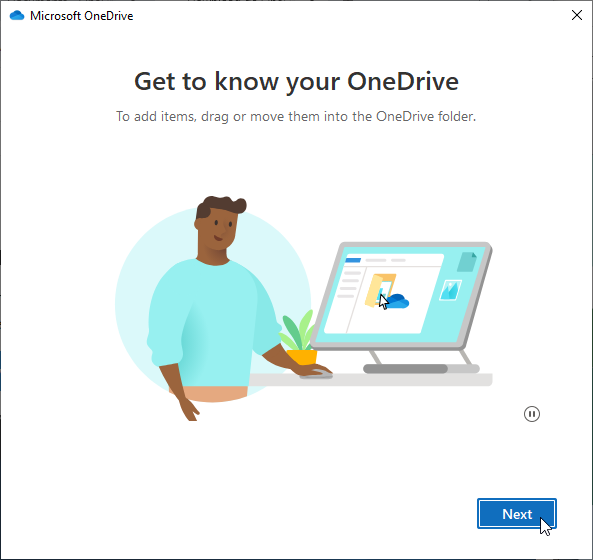 Microsoft OneDrive
Get to know your OneDrive
To add items, drag or move them into the OneDrive folder.
Next